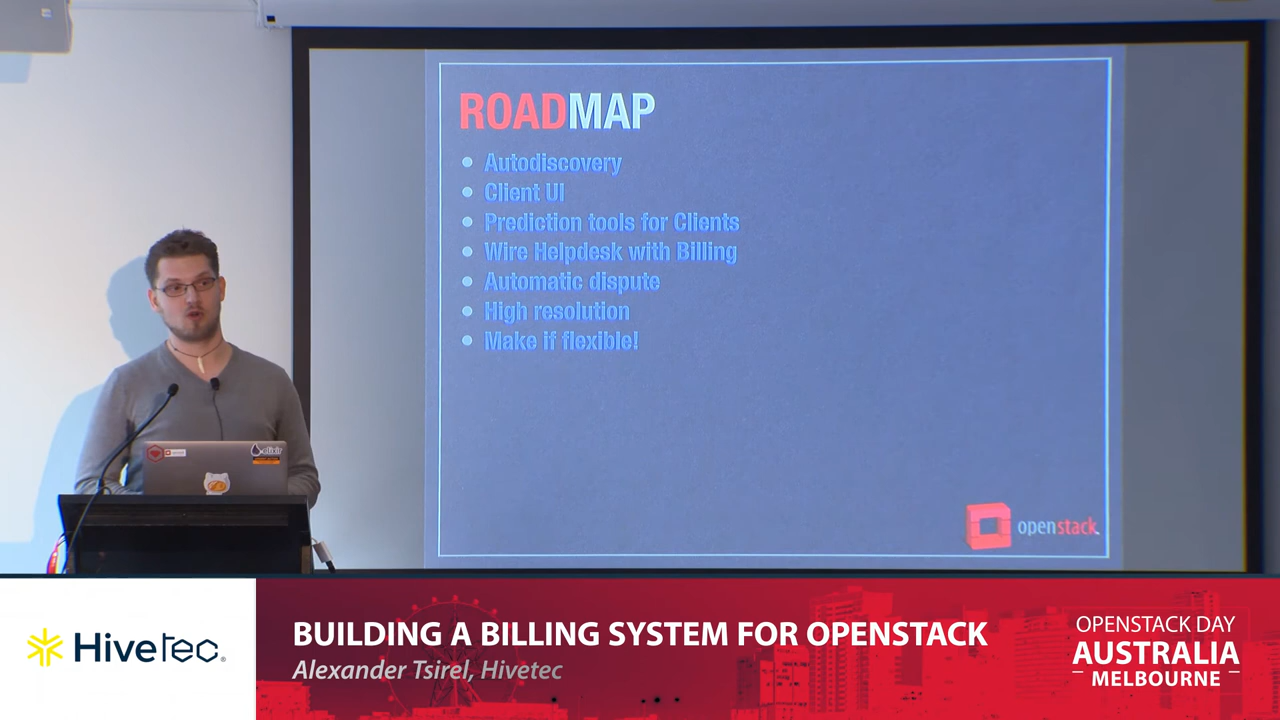 ROADMAP
• Autodiscovery
• Client UI
• Prediction tools for Clients
• Wire Helpdesk with Billing
• Automatic dispute
• High resolution
• Make if flexible!
openstack
elixir
Hivetec
BUILDING A BILLING SYSTEM FOR OPENSTACK
Alexander Tsirel, Hivetec
OPENSTACK DAY
AUSTRALIA
MELBOURNE